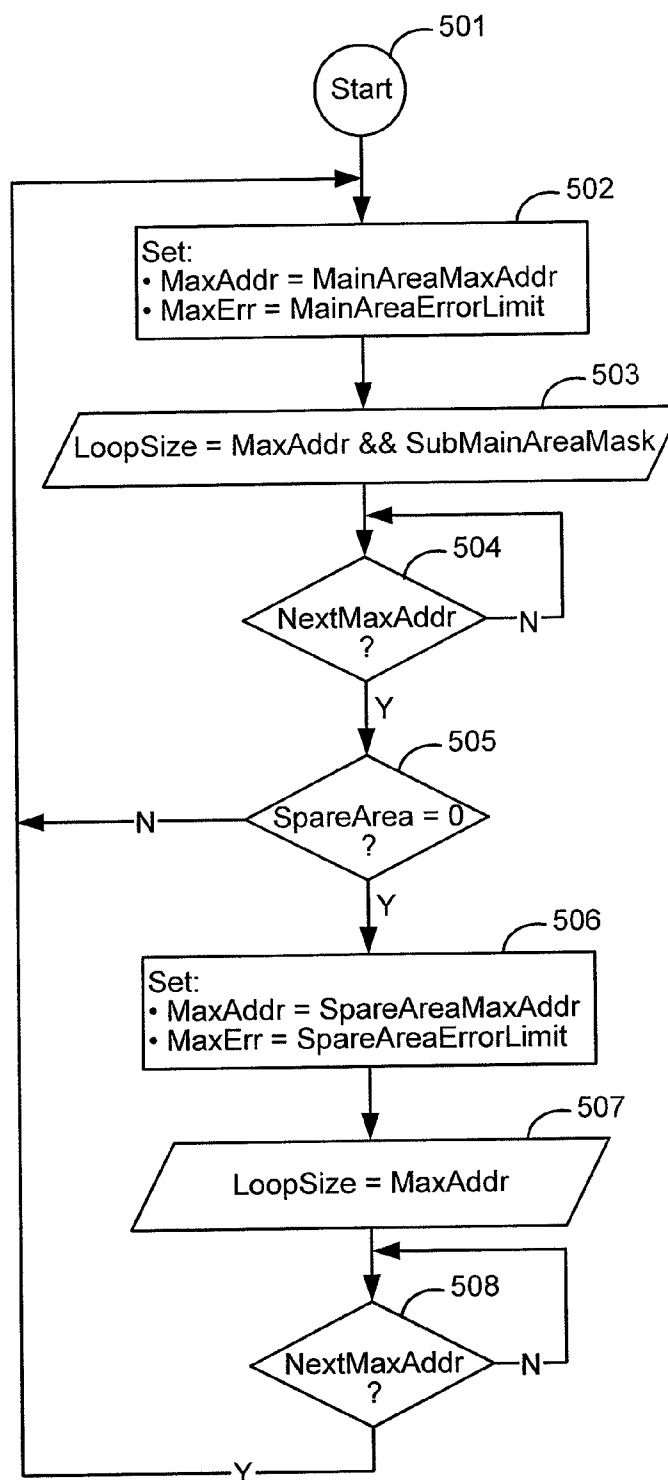 501
Start
502
Set:
• MaxAddr = MainAreaMaxAddr
• MaxErr = MainAreaErrorLimit
503
LoopSize = MaxAddr && SubMainAreaMask
504
NextMaxAddr
?
N
Y
505
SpareArea = 0
?
N
Y
506
Set:
• MaxAddr = SpareAreaMaxAddr
• MaxErr = SpareAreaErrorLimit
507
LoopSize = MaxAddr
508
NextMaxAddr
?
N
Y